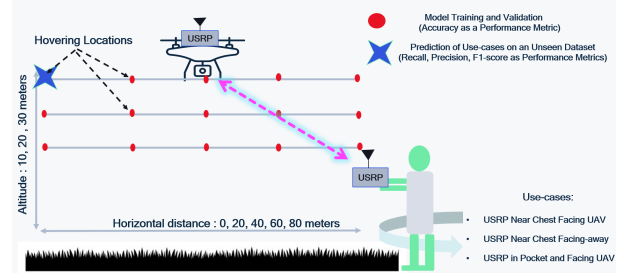 USRP
Model Training and Validation
(Accuracy as a Performance Metric)
Hovering Locations
Prediction of Use-cases on an Unseen Dataset
(Recall, Precision, F1-score as Performance Metrics)
Altitude : 10, 20 , 30 meters
USRP
Horizontal distance : 0, 20, 40, 60, 80 meters
Use-cases:
• USRP Near Chest Facing UAV
• USRP Near Chest Facing-away
• USRP in Pocket and Facing UAV